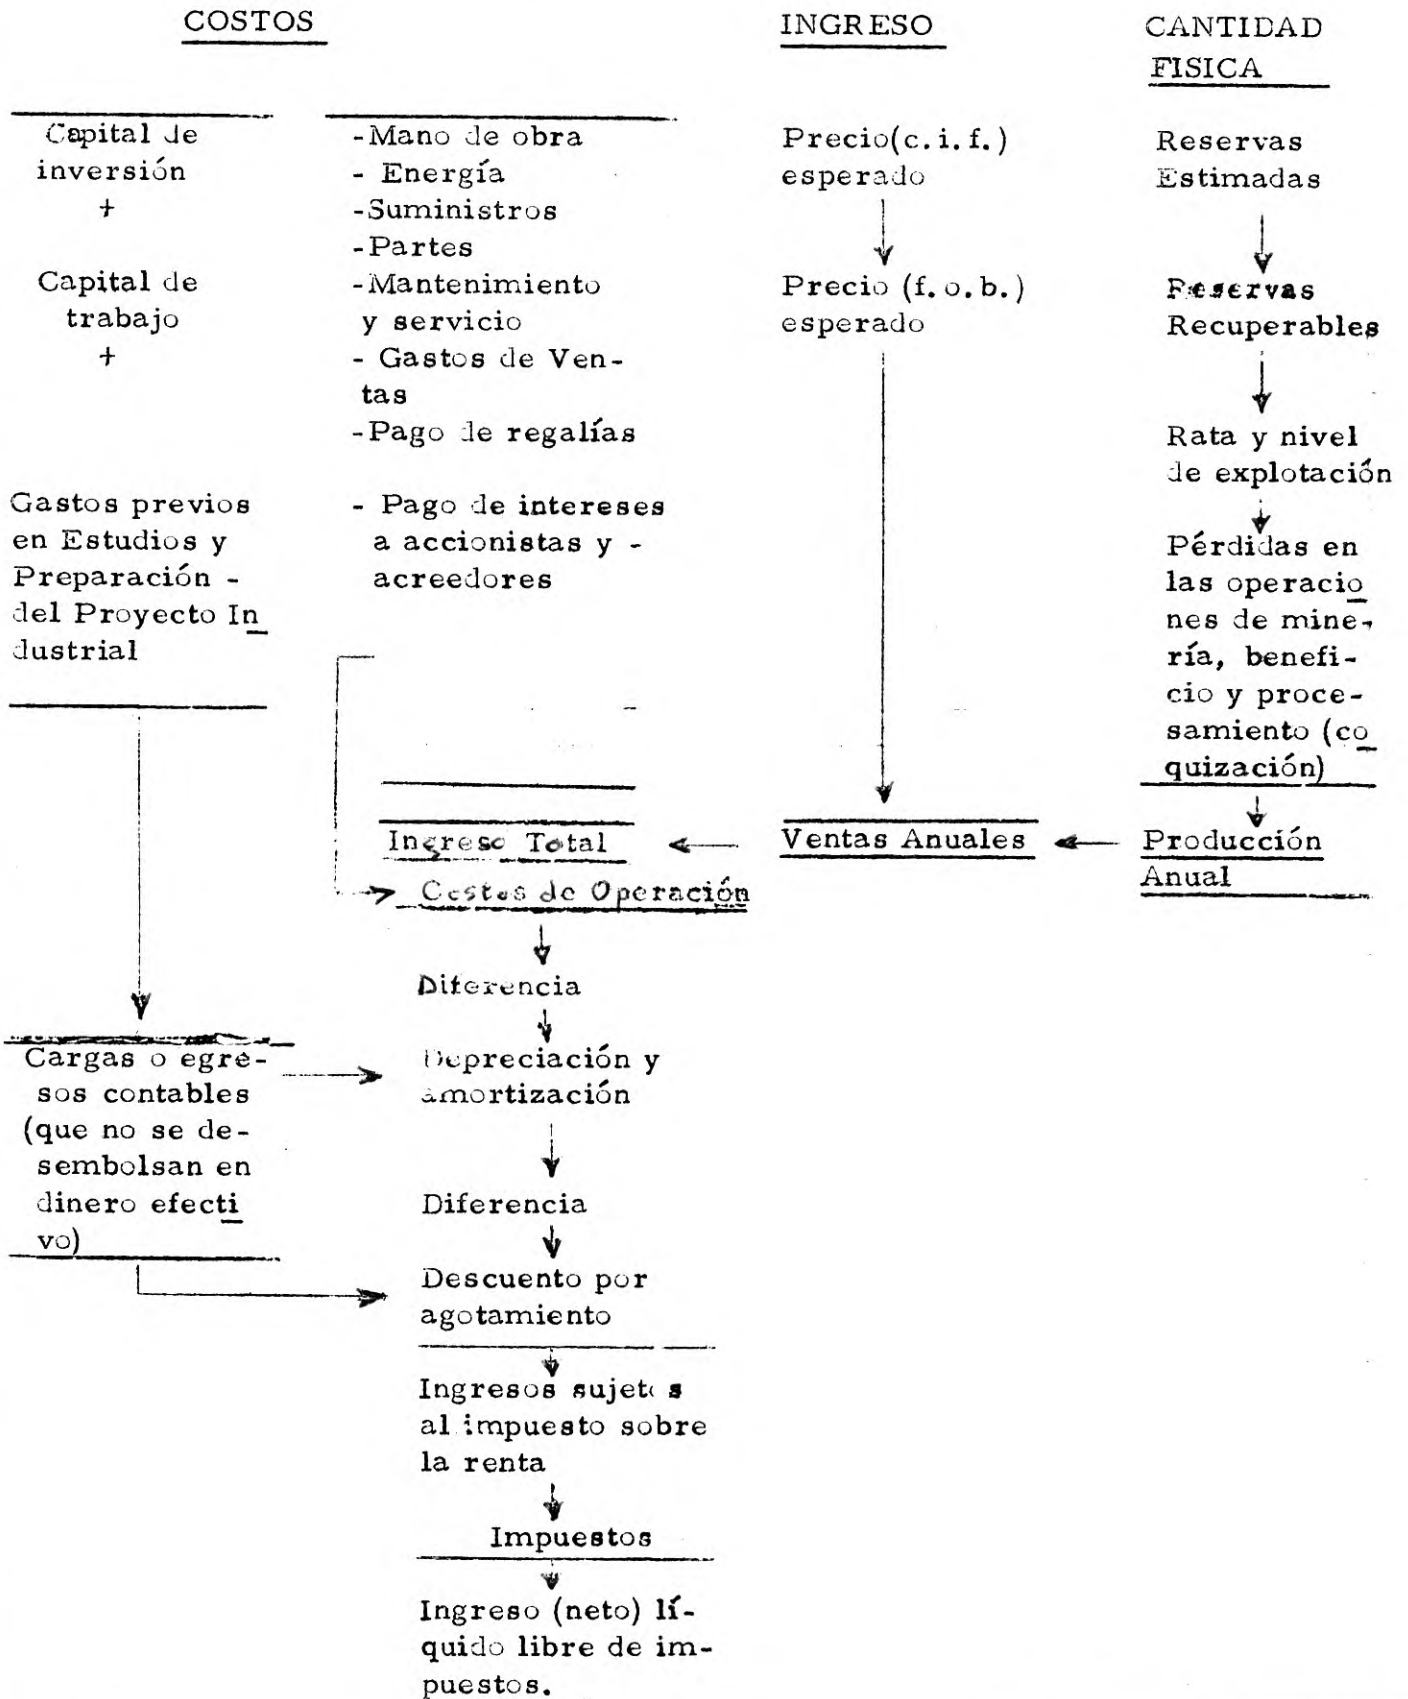 COSTOS
INGRESO
CANTIDAD
FISICA
Capital de
inversión
+
Capital de
trabajo
+
Gastos previos
en Estudios y
Preparación -
del Proyecto In
dustrial
-Mano de obra
- Energía
-Suministros
-Partes
-Mantenimiento
y servicio
- Gastos de Ven-
tas
-Pago de regalías
- Pago de intereses
a accionistas y -
acreedores
Precio(c.i.f.)
esperado
Precio (f.o.b.)
esperado
Reservas
Estimadas
Reservas
Recuperables
Rata y nivel
de explotación
Pérdidas en
las operacio
nes de mine-
ría, benefi-
cio y proce-
samiento (co
quización)
Ingreso Total
Ventas Anuales
Producción
Anual
Costos de Operación
Diferencia
Cargas o egre-
sos contables
(que no se de-
sembolsan en
dinero efecti
vo)
Depreciación y
amortización
Diferencia
Descuento por
agotamiento
Ingresos sujetos
al impuesto sobre
la renta
Impuestos
Ingreso (neto) lí-
quido libre de im-
puestos.